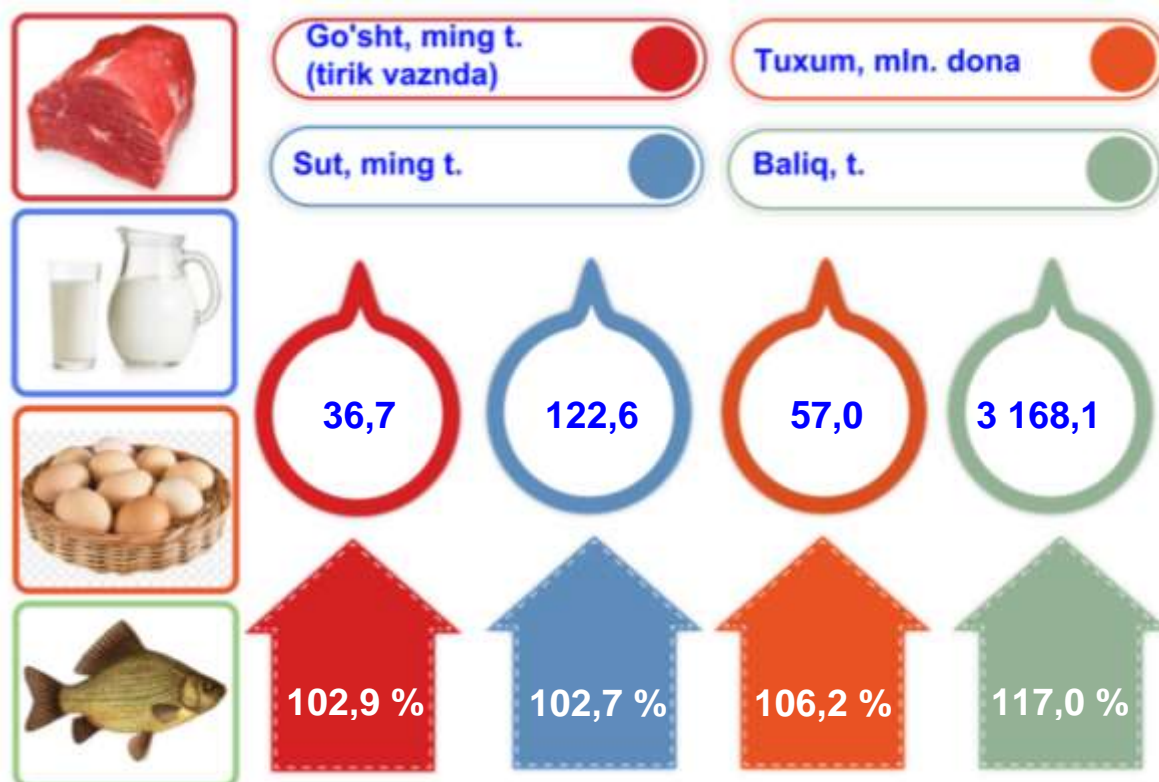 Go'sht, ming t.
(tirik vaznda)
Tuxum, mln. dona
Sut, ming t.
Baliq, t.
36,7
122,6
57,0
3 168,1
102,9 %
102,7 %
106,2 %
117,0 %